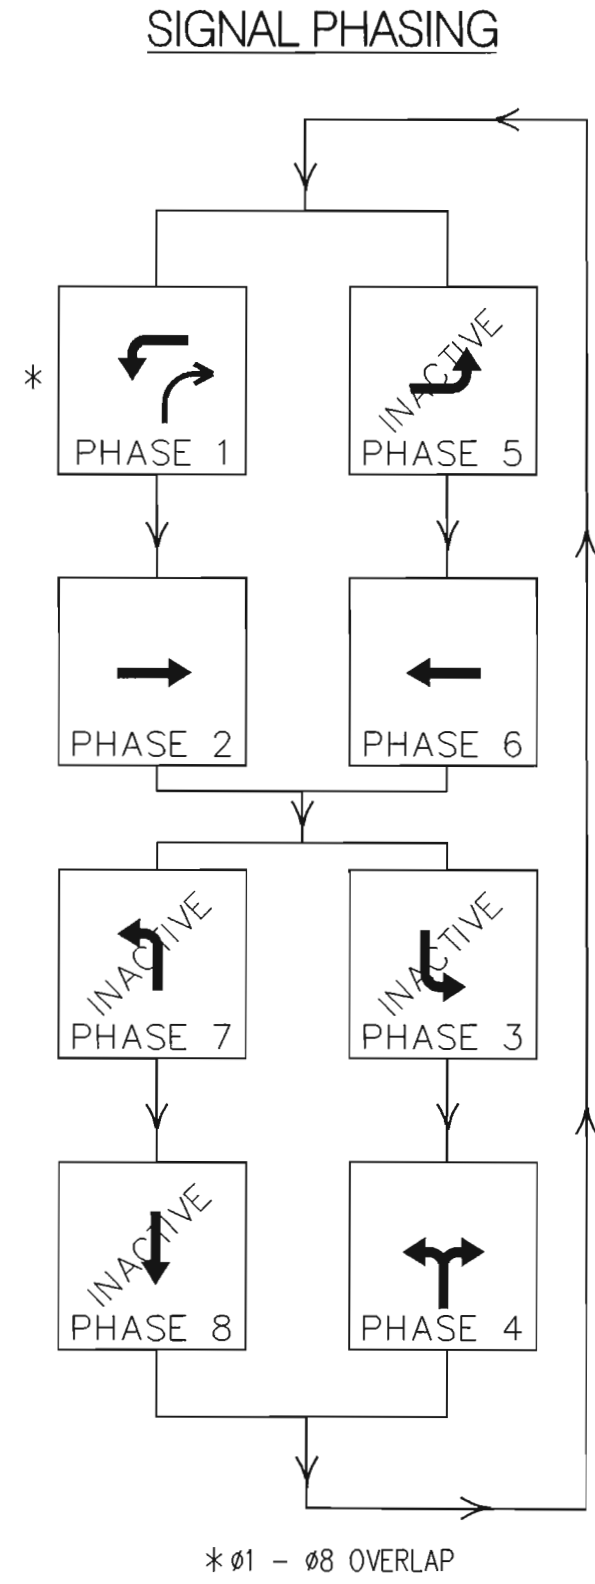 SIGNAL PHASING
INACTIVE
*
PHASE 1
PHASE 5
PHASE 2
PHASE 6
INACTIVE
INACTIVE
PHASE 7
PHASE 3
INACTIVE
PHASE 8
PHASE 4
* ø1 - ø8 OVERLAP